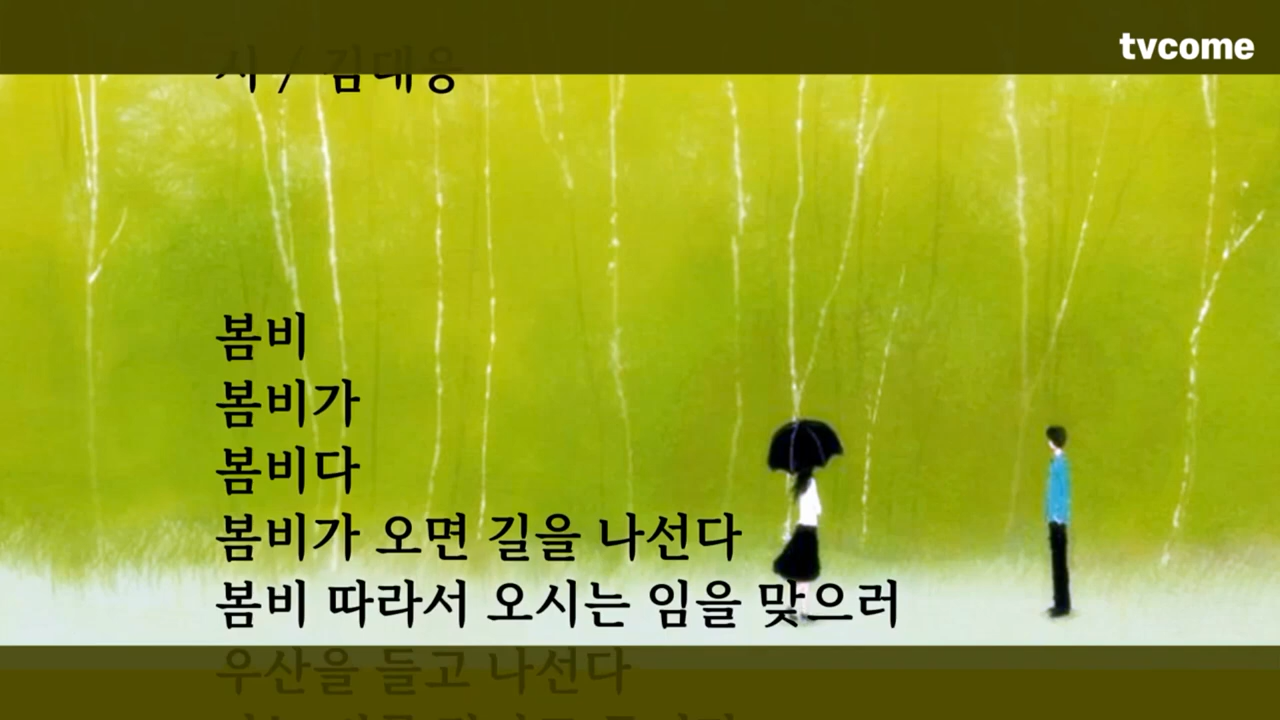 tvcome
시 / 김대응
봄비
봄비가
봄비다
봄비가 오면 길을 나선다
봄비 따라서 오시는 임을 맞으러
우산을 들고 나선다